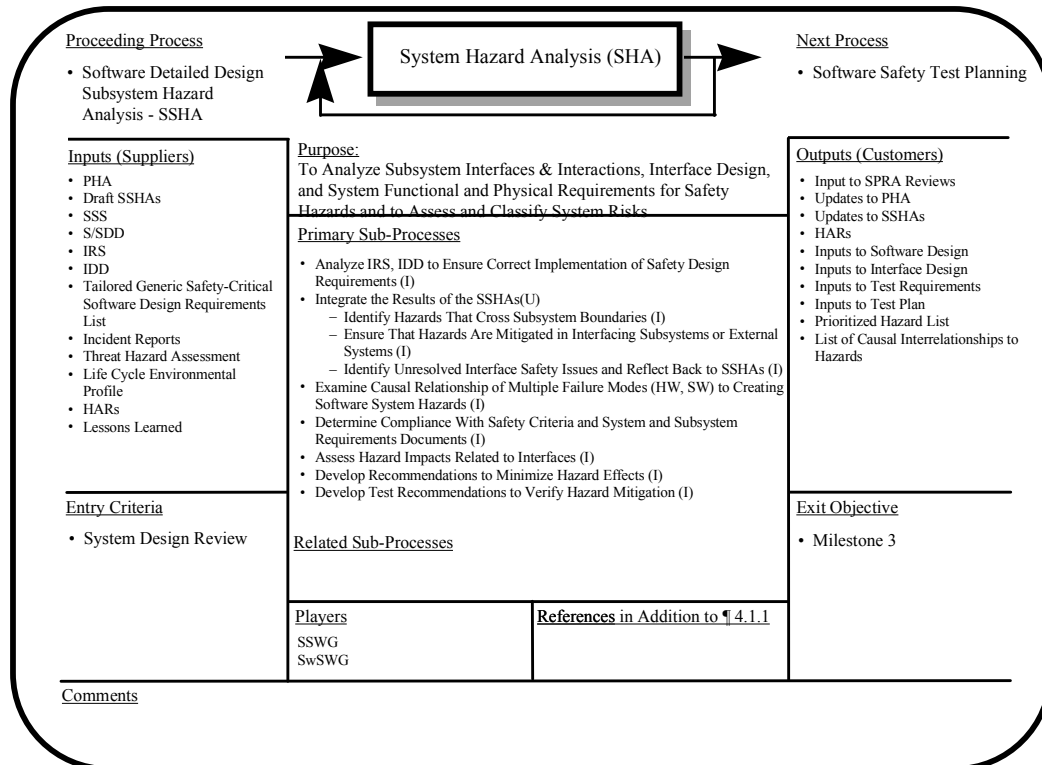 Proceeding Process
• Software Detailed Design
Subsystem Hazard
Analysis - SSHA
System Hazard Analysis (SHA)
Next Process
• Software Safety Test Planning
Inputs (Suppliers)
• PHA
• Draft SSHAs
• SSS
• S/SDD
• IRS
• IDD
• Tailored Generic Safety-Critical
Software Design Requirements
List
• Incident Reports
• Threat Hazard Assessment
• Life Cycle Environmental
Profile
• HARs
• Lessons Learned
Purpose:
To Analyze Subsystem Interfaces & Interactions, Interface Design,
and System Functional and Physical Requirements for Safety
Hazards and to Assess and Classify System Risks
Primary Sub-Processes
• Analyze IRS, IDD to Ensure Correct Implementation of Safety Design
Requirements (I)
• Integrate the Results of the SSHAs(U)
– Identify Hazards That Cross Subsystem Boundaries (I)
– Ensure That Hazards Are Mitigated in Interfacing Subsystems or External
Systems (I)
– Identify Unresolved Interface Safety Issues and Reflect Back to SSHAs (I)
• Examine Causal Relationship of Multiple Failure Modes (HW, SW) to Creating
Software System Hazards (I)
• Determine Compliance With Safety Criteria and System and Subsystem
Requirements Documents (I)
• Assess Hazard Impacts Related to Interfaces (I)
• Develop Recommendations to Minimize Hazard Effects (I)
• Develop Test Recommendations to Verify Hazard Mitigation (I)
Related Sub-Processes
Outputs (Customers)
• Input to SPRA Reviews
• Updates to PHA
• Updates to SSHAs
• HARs
• Inputs to Software Design
• Inputs to Interface Design
• Inputs to Test Requirements
• Inputs to Test Plan
• Prioritized Hazard List
• List of Causal Interrelationships to
Hazards
Entry Criteria
• System Design Review
Exit Objective
• Milestone 3
Players
SSWG
SwSWG
References in Addition to ¶ 4.1.1
Comments